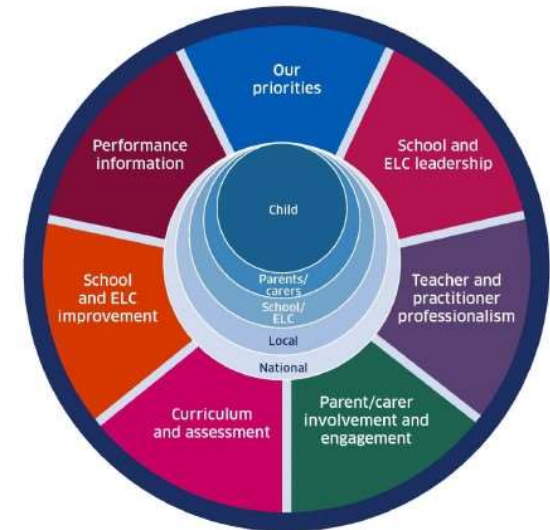 Our
priorities
School and
ELC leadership
Teacher and
practitioner
professionalism
Parent/carer
involvement and
engagement
Curriculum
and assessment
School
and ELC
improvement
Performance
information
Child
Parents/
carers
School/
ELC
Local
National